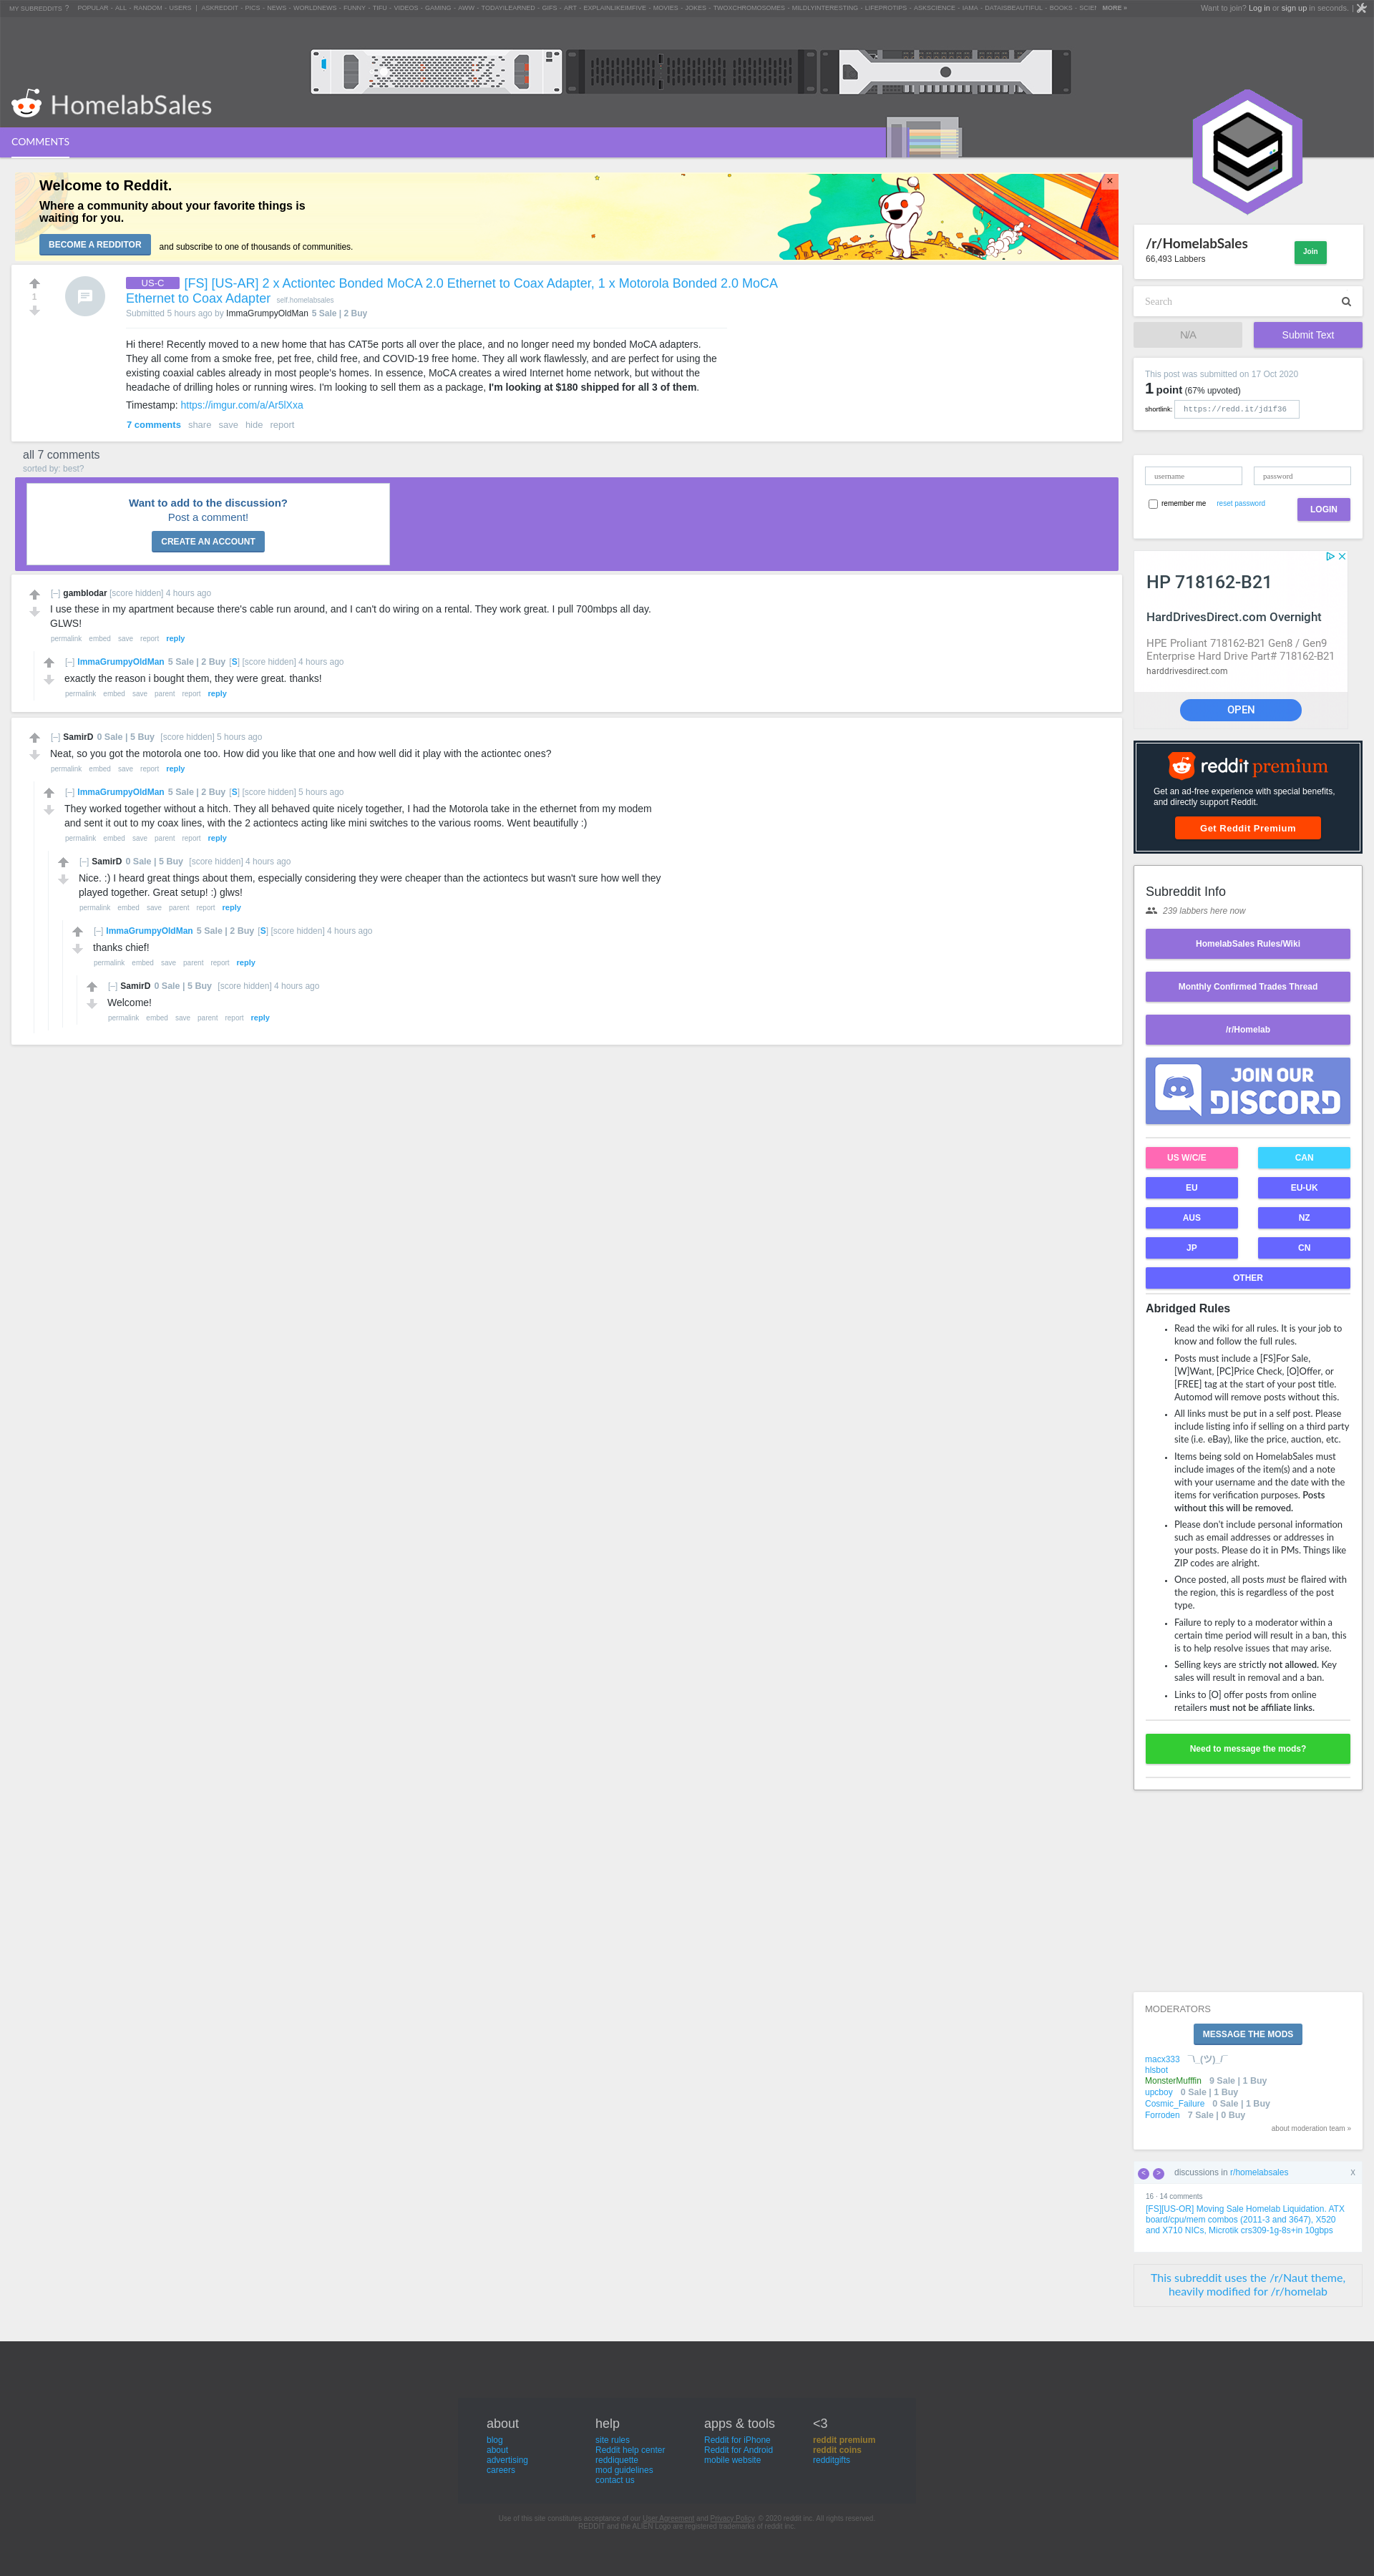 MY SUBREDDITS ? POPULAR - ALL - RANDOM - USERS | ASKREDDIT - PICS - NEWS - WORLDNEWS - FUNNY - TIFU - VIDEOS - GAMING - AWW - TODAYILEARNED - GIFS - ART - EXPLAINLIKEIMFIVE - MOVIES - JOKES - TWOXCHROMOSOMES - MILDLYINTERESTING - LIFEPROTIPS - ASKSCIENCE - IAMA - DATAISBEAUTIFUL - BOOKS - MORE »
Want to join? Log in or sign up in seconds. |
HomelabSales
COMMENTS
Welcome to Reddit.
Where a community about your favorite things is
waiting for you.
BECOME A REDDITOR and subscribe to one of thousands of communities.
×
1
US-C [FS] [US-AR] 2 x Actiontec Bonded MoCA 2.0 Ethernet to Coax Adapter, 1 x Motorola Bonded 2.0 MoCA
Ethernet to Coax Adapter self.homelabsales
Submitted 5 hours ago by ImmaGrumpyOldMan 5 Sale | 2 Buy
Hi there! Recently moved to a new home that has CAT5e ports all over the place, and no longer need my bonded MoCA adapters.
They all come from a smoke free, pet free, child free, and COVID-19 free home. They all work flawlessly, and are perfect for using the
existing coaxial cables already in most people's homes. In essence, MoCA creates a wired Internet home network, but without the
headache of drilling holes or running wires. I'm looking to sell them as a package, I'm looking at $180 shipped for all 3 of them.
Timestamp: https://imgur.com/a/Ar5lXxa
7 comments share save hide report
all 7 comments
sorted by: best?
Want to add to the discussion?
Post a comment!
CREATE AN ACCOUNT
[–] gamblodar [score hidden] 4 hours ago
I use these in my apartment because there's cable run around, and I can't do wiring on a rental. They work great. I pull 700mbps all day.
GLWS!
permalink embed save report reply
[–] ImmaGrumpyOldMan 5 Sale | 2 Buy [S] [score hidden] 4 hours ago
exactly the reason i bought them, they were great. thanks!
permalink embed save parent report reply
[–] SamirD 0 Sale | 5 Buy [score hidden] 5 hours ago
Neat, so you got the motorola one too. How did you like that one and how well did it play with the actiontec ones?
permalink embed save report reply
[–] ImmaGrumpyOldMan 5 Sale | 2 Buy [S] [score hidden] 5 hours ago
They worked together without a hitch. They all behaved quite nicely together, I had the Motorola take in the ethernet from my modem
and sent it out to my coax lines, with the 2 actiontecs acting like mini switches to the various rooms. Went beautifully :)
permalink embed save parent report reply
[–] SamirD 0 Sale | 5 Buy [score hidden] 4 hours ago
Nice. :) I heard great things about them, especially considering they were cheaper than the actiontecs but wasn't sure how well they
played together. Great setup! :) glws!
permalink embed save parent report reply
[–] ImmaGrumpyOldMan 5 Sale | 2 Buy [S] [score hidden] 4 hours ago
thanks chief!
permalink embed save parent report reply
[–] SamirD 0 Sale | 5 Buy [score hidden] 4 hours ago
Welcome!
permalink embed save parent report reply
/r/HomelabSales
66,493 Labbers
Join
Search
N/A
Submit Text
This post was submitted on 17 Oct 2020
1 point (67% upvoted)
shortlink: https://redd.it/jd1f36
username
password
remember me reset password
LOGIN
HP 718162-B21
HardDrivesDirect.com Overnight
HPE Proliant 718162-B21 Gen8 / Gen9
Enterprise Hard Drive Part# 718162-B21
harddrivesdirect.com
OPEN
reddit premium
Get an ad-free experience with special benefits,
and directly support Reddit.
Get Reddit Premium
Subreddit Info
239 labbers here now
HomelabSales Rules/Wiki
Monthly Confirmed Trades Thread
/r/Homelab
JOIN OUR
DISCORD
US W/C/E
CAN
EU
EU-UK
AUS
NZ
JP
CN
OTHER
Abridged Rules
• Read the wiki for all rules. It is your job to
know and follow the full rules.
• Posts must include a [FS]For Sale,
[W]Want, [PC]Price Check, [O]Offer, or
[FREE] tag at the start of your post title.
Automod will remove posts without this.
• All links must be put in a self post. Please
include listing info if selling on a third party
site (i.e. eBay), like the price, auction, etc.
• Items being sold on HomelabSales must
include images of the item(s) and a note
with your username and the date with the
items for verification purposes. Posts
without this will be removed.
• Please don't include personal information
such as email addresses or addresses in
your posts. Please do it in PMs. Things like
ZIP codes are alright.
• Once posted, all posts must be flaired with
the region, this is regardless of the post
type.
• Failure to reply to a moderator within a
certain time period will result in a ban, this
is to help resolve issues that may arise.
• Selling keys are strictly not allowed. Key
sales will result in removal and a ban.
• Links to [O] offer posts from online
retailers must not be affiliate links.
Need to message the mods?
MODERATORS
MESSAGE THE MODS
macx333 ¯\_(ツ)_/¯
hlsbot
MonsterMufffin 9 Sale | 1 Buy
upcboy 0 Sale | 1 Buy
Cosmic_Failure 0 Sale | 1 Buy
Forroden 7 Sale | 0 Buy
about moderation team »
< > discussions in r/homelabsales X
16 · 14 comments
[FS][US-OR] Moving Sale Homelab Liquidation. ATX
board/cpu/mem combos (2011-3 and 3647), X520
and X710 NICs, Microtik crs309-1g-8s+in 10gbps
This subreddit uses the /r/Naut theme,
heavily modified for /r/homelab
about
blog
about
advertising
careers
help
site rules
Reddit help center
reddiquette
mod guidelines
contact us
apps & tools
Reddit for iPhone
Reddit for Android
mobile website
<3
reddit premium
reddit coins
redditgifts
Use of this site constitutes acceptance of our User Agreement and Privacy Policy. © 2020 reddit inc. All rights reserved.
REDDIT and the ALIEN Logo are registered trademarks of reddit inc.